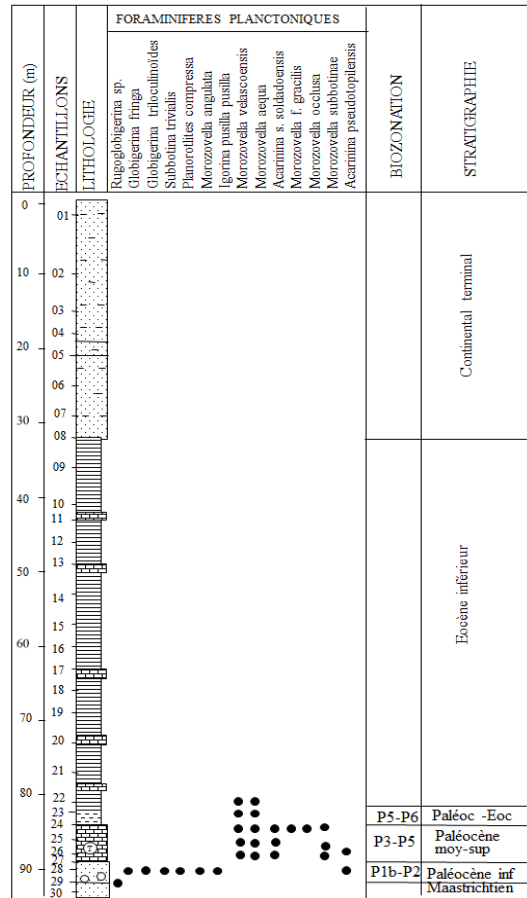 FORAMINIFERES PLANCTONIQUES
PROFONDEUR (m)
ECHANTILLONS
LITHOLOGIE
Rugoglobigerina sp.
Globigerina fringa
Globigerina triloculinoïdes
Subbotina trivialis
Planorotlites compressa
Morozovella angulata
Igorina pusilla pusilla
Morozovella velascoensis
Morozovella aequa
Acarinina s. soldadoensis
Morozovella f. gracilis
Morozovella occlusa
Morozovella subbotinae
Acarinina pseudotopilensis
BIOZONATION
STRATIGRAPHIE
0
01
10
02
03
04
20
05
06
07
30
08
Continental terminal
09
40
10
11
12
13
50
14
15
60
16
17
18
70
19
20
21
80
22
Eocène inférieur
23
P5-P6 Paléoc -Eoc
24
25
26
27
P3-P5 Paléocène
moy-sup
T
90
28
P1b-P2 Paléocène inf
29
30
Maastrichtien